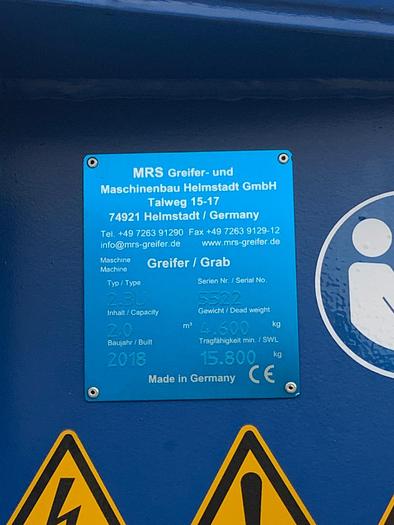 MRS Greifer- und
Maschinenbau Helmstadt GmbH
Talweg 15-17
74921 Helmstadt / Germany
Tel. +49 7263 91290 Fax +49 7263 9129-12
info@mrs-greifer.de www.mrs-greifer.de
Maschine
Machine
Greifer / Grab
Typ / Type Serien Nr. / Serial No.
5322
Inhalt / Capacity Gewicht / Dead weight
2.0 m³ 4.600 kg
Baujahr / Built Tragfähigkeit min. / SWL
2018 15.800 kg
Made in Germany CE